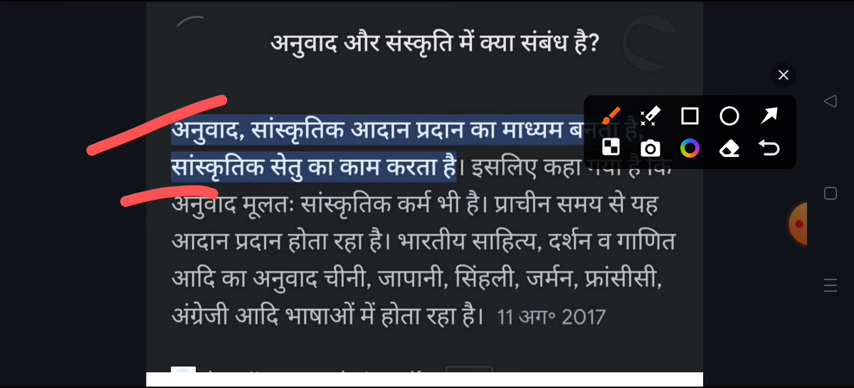 अनुवाद और संस्कृति में क्या संबंध है?
अनुवाद, सांस्कृतिक आदान प्रदान का माध्यम बनता है,
सांस्कृतिक सेतु का काम करता है। इसलिए कहा गया है कि
अनुवाद मूलतः सांस्कृतिक कर्म भी है। प्राचीन समय से यह
आदान प्रदान होता रहा है। भारतीय साहित्य, दर्शन व गाणित
आदि का अनुवाद चीनी, जापानी, सिंहली, जर्मन, फ्रांसीसी,
अंग्रेजी आदि भाषाओं में होता रहा है। 11 अग॰ 2017